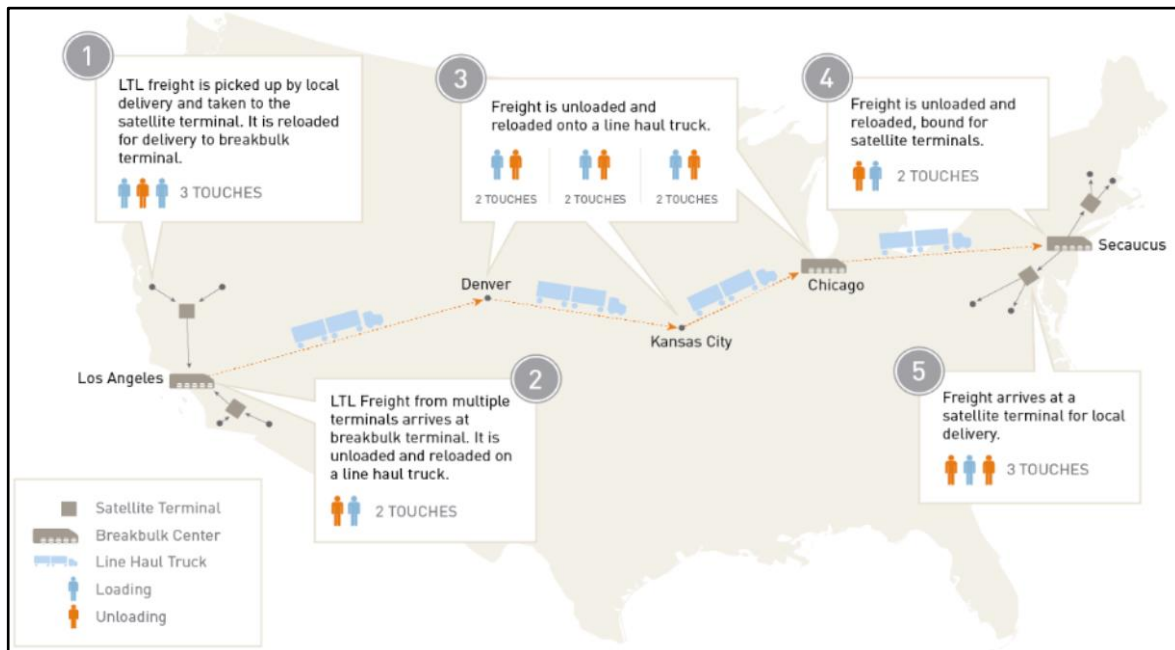 1
LTL freight is picked up by local
delivery and taken to the
satellite terminal. It is reloaded
for delivery to breakbulk
terminal.
3 TOUCHES
3
Freight is unloaded and
reloaded onto a line haul truck.
2 TOUCHES
2 TOUCHES
2 TOUCHES
4
Freight is unloaded and
reloaded, bound for
satellite terminals.
2 TOUCHES
Secaucus
Chicago
Denver
Kansas City
Los Angeles
2
LTL Freight from multiple
terminals arrives at
breakbulk terminal. It is
unloaded and reloaded on
a line haul truck.
2 TOUCHES
5
Freight arrives at a
satellite terminal for local
delivery.
3 TOUCHES
Satellite Terminal
Breakbulk Center
Line Haul Truck
Loading
Unloading